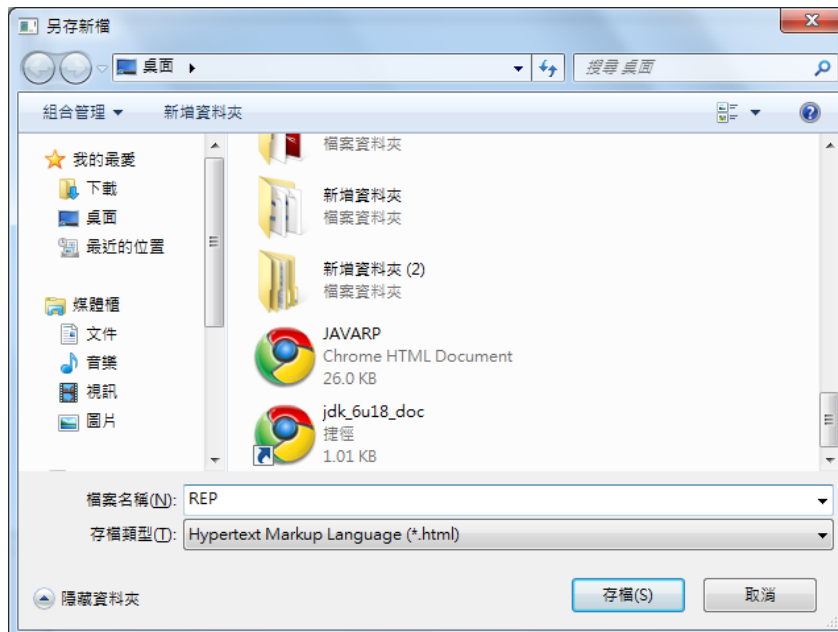 另存新檔
桌面
搜尋 桌面
組合管理
新增資料夾
我的最愛
下載
桌面
最近的位置
媒體櫃
文件
音樂
視訊
圖片
檔案資料夾
新增資料夾
檔案資料夾
新增資料夾 (2)
檔案資料夾
JAVARP
Chrome HTML Document
26.0 KB
jdk_6u18_doc
捷徑
1.01 KB
檔案名稱(N): REP
存檔類型(T): Hypertext Markup Language (*.html)
隱藏資料夾
存檔(S)
取消